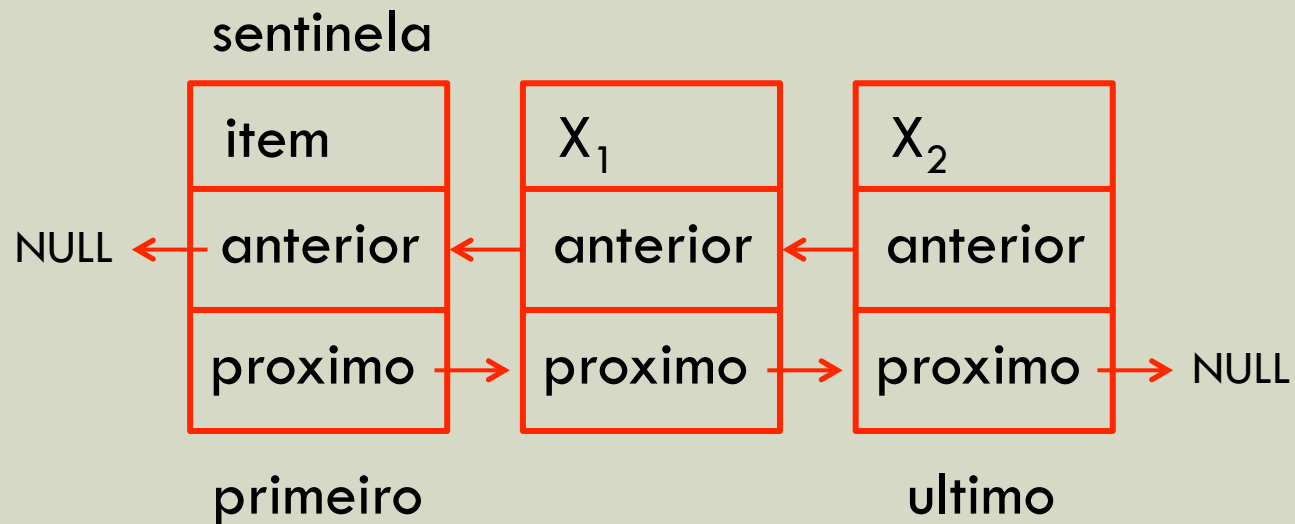 sentinela
item X₁ X₂
NULL anterior anterior anterior
proximo proximo proximo NULL
primeiro ultimo